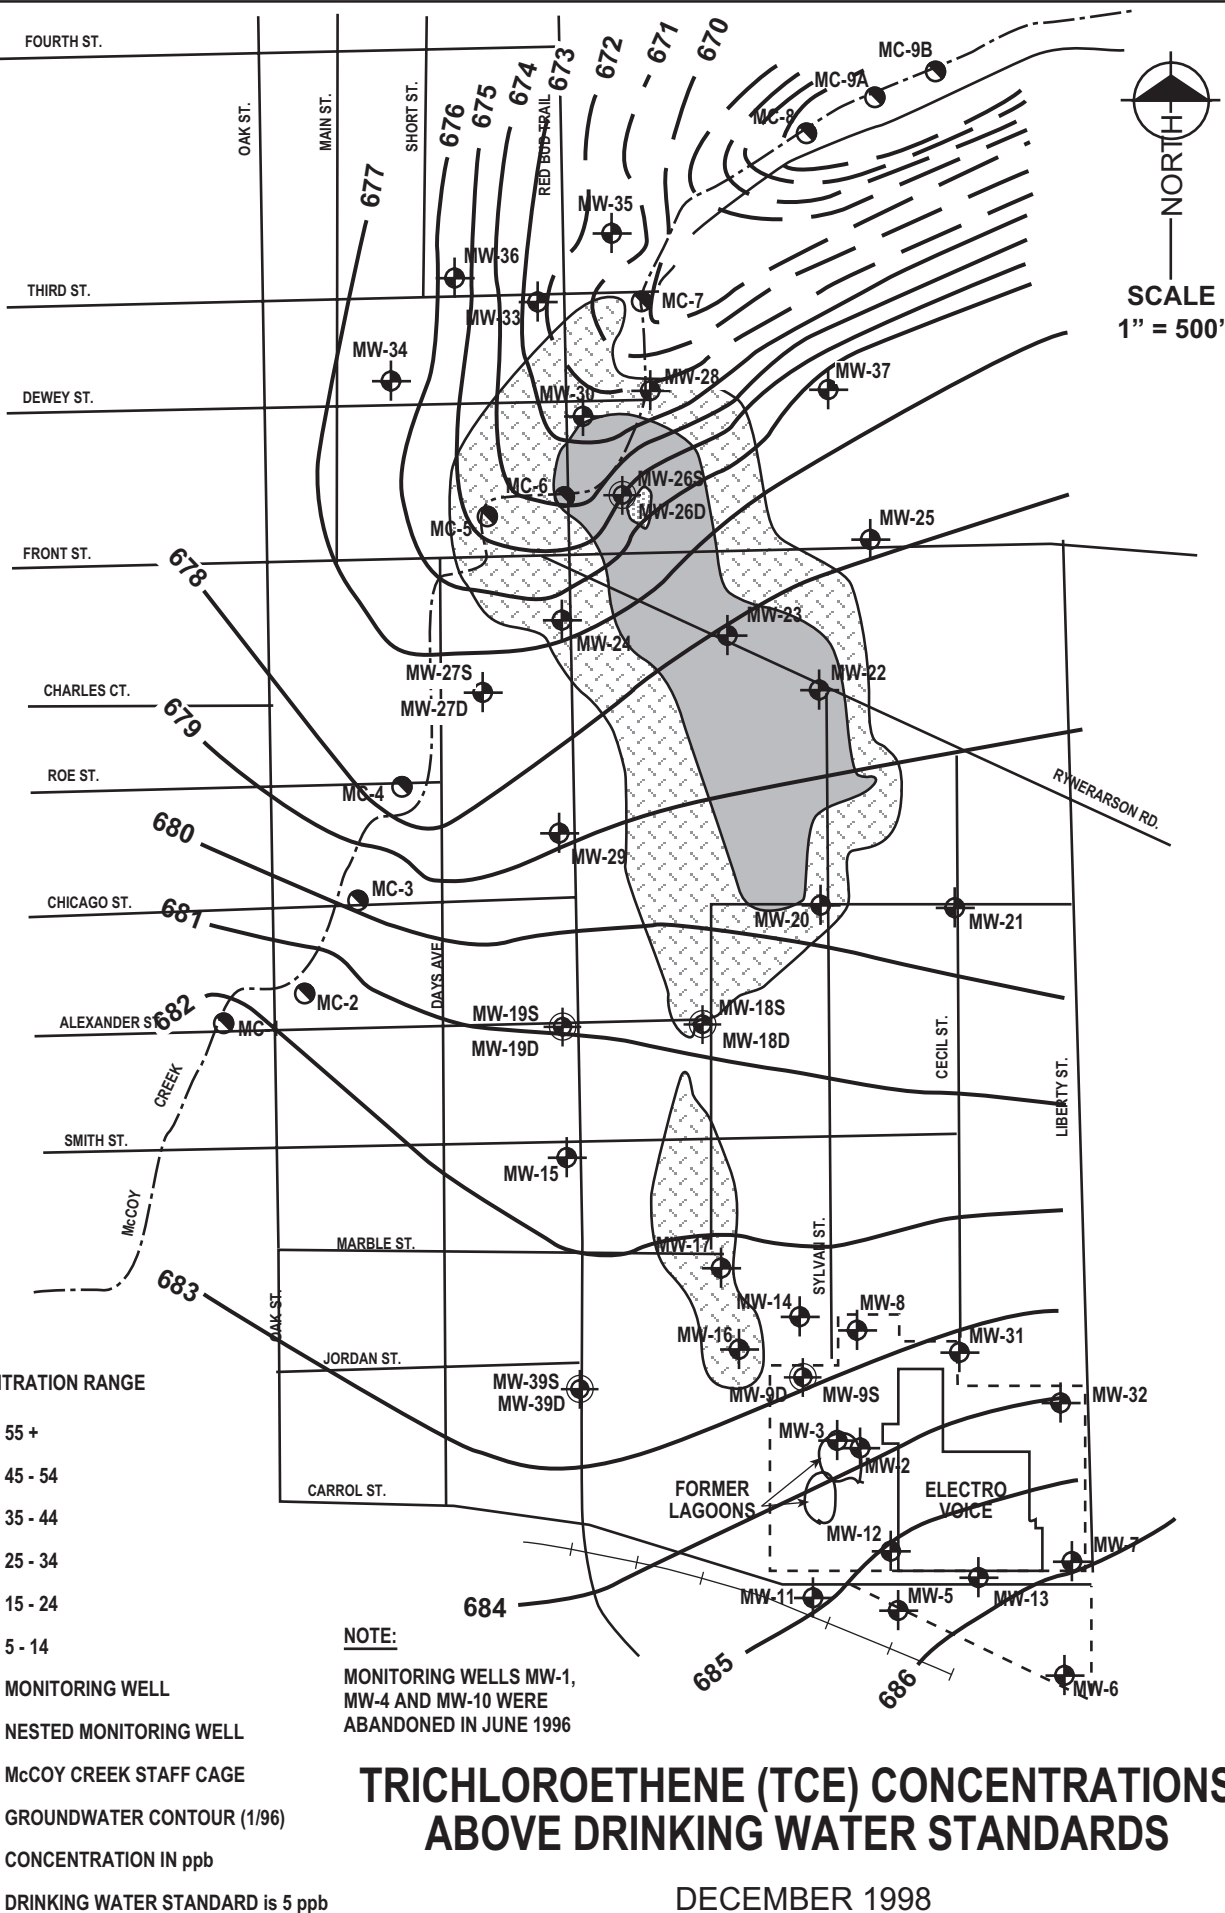 FOURTH ST.
OAK ST.
MAIN ST.
SHORT ST.
RED BUD TRAIL
677
676
675
674
673
672
671
670
MC-9B
MC-9A
MC-8
NORTH
SCALE
1” = 500’
MW-35
MW-36
THIRD ST.
MW-33
MC-7
MW-34
MW-28
MW-37
DEWEY ST.
MW-30
MC-6
MW-26S
MW-26D
MC-5
MW-25
FRONT ST.
678
MW-23
MW-24
MW-27S
MW-27D
MW-22
CHARLES CT.
679
ROE ST.
MC-4
RYNERARSON RD.
680
MW-29
MC-3
CHICAGO ST.
681
MW-20
MW-21
DAYS AVE
MC-2
682
MW-19S
MW-19D
MW-18S
MW-18D
ALEXANDER ST.
CREEK
CECIL ST.
LIBERTY ST.
SMITH ST.
MW-15
McCOY
MARBLE ST.
MW-17
SYLVAN ST.
683
OAK ST.
MW-14
MW-8
MW-16
MW-31
JORDAN ST.
MW-39S
MW-39D
MW-9D
MW-9S
MW-32
MW-3
MW-2
FORMER
LAGOONS
ELECTRO
VOICE
CARROL ST.
MW-12
MW-7
MW-11
MW-5
MW-13
684
685
686
MW-6
NTRATION RANGE
55 +
45 - 54
35 - 44
25 - 34
15 - 24
5 - 14
MONITORING WELL
NESTED MONITORING WELL
McCOY CREEK STAFF CAGE
GROUNDWATER CONTOUR (1/96)
CONCENTRATION IN ppb
DRINKING WATER STANDARD is 5 ppb
NOTE:
MONITORING WELLS MW-1,
MW-4 AND MW-10 WERE
ABANDONED IN JUNE 1996
TRICHLOROETHENE (TCE) CONCENTRATIONS
ABOVE DRINKING WATER STANDARDS
DECEMBER 1998